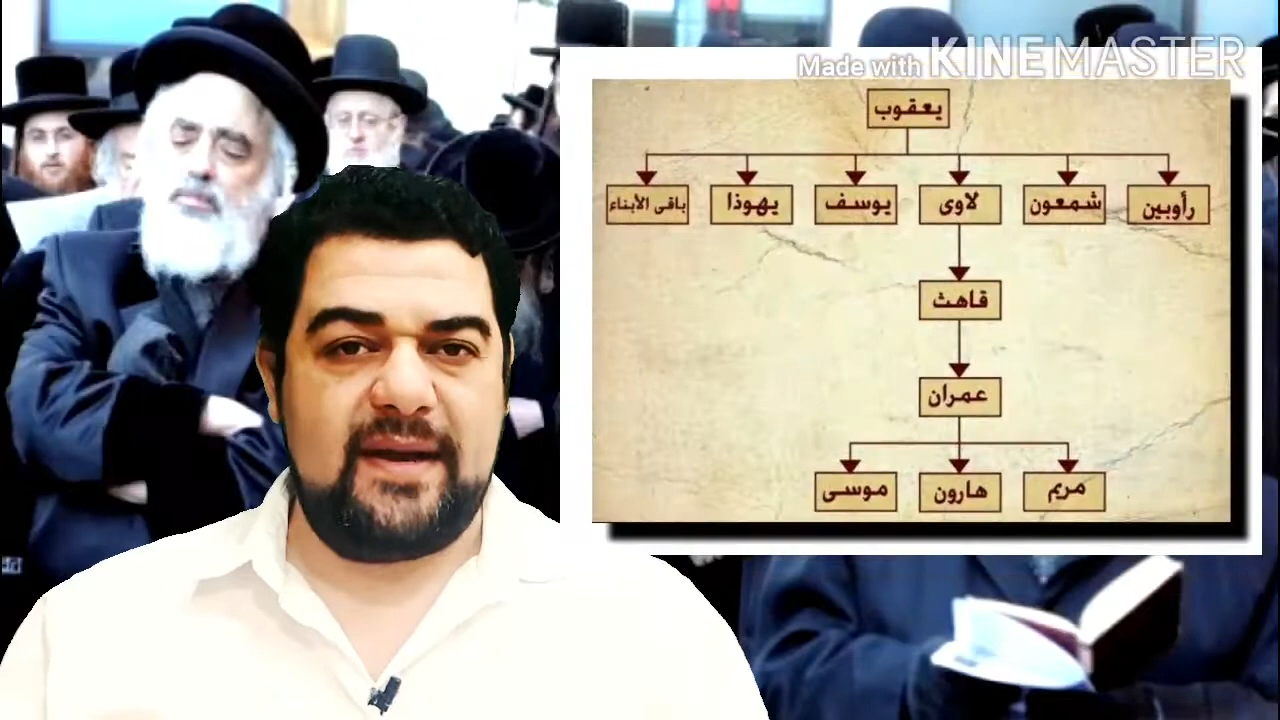 Made with KINEMASTER
يعقوب
رأوبين
شمعون
لاوى
يوسف
يهوذا
باقى الأبناء
قاهث
عمران
مريم
هارون
موسى